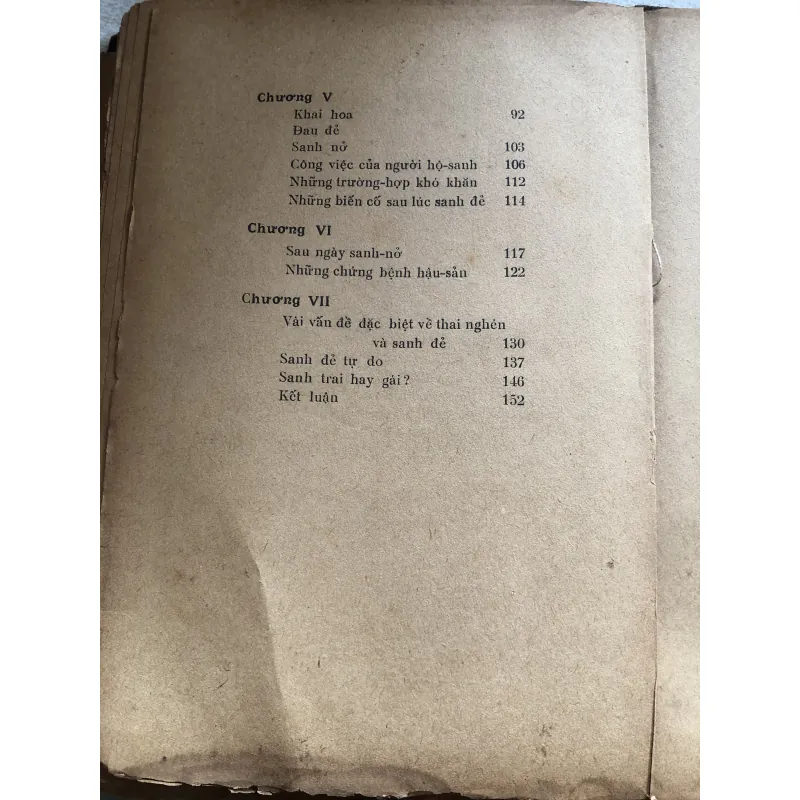 Chương V
Khai hoa 92
Đau đẻ
Sanh nở 103
Công việc của người hộ-sanh 106
Những trường-hợp khó khăn 112
Những biến cố sau lúc sanh đẻ 114
Chương VI
Sau ngày sanh-nở 117
Những chứng bệnh hậu-sản 122
Chương VII
Vài vấn đề đặc biệt về thai nghén
và sanh đẻ 130
Sanh đẻ tự do 137
Sanh trai hay gái? 146
Kết luận 152